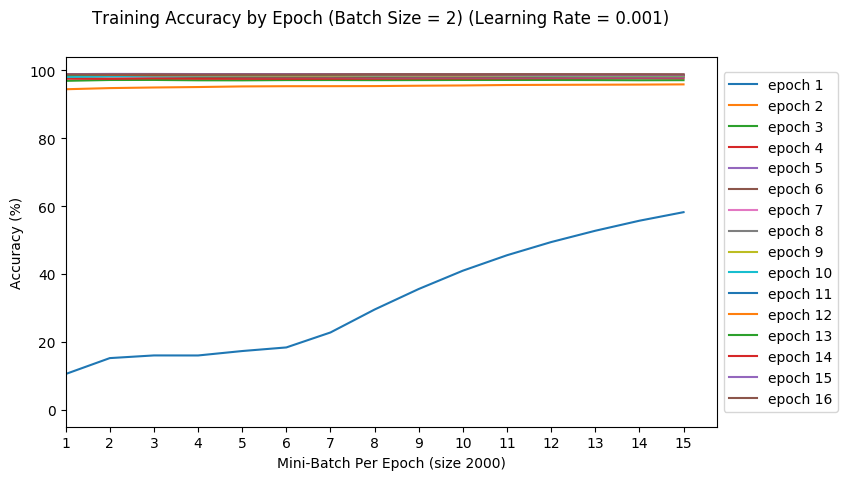 Training Accuracy by Epoch (Batch Size = 2) (Learning Rate = 0.001)
100
80
60
40
20
0
Accuracy (%)
1 2 3 4 5 6 7 8 9 10 11 12 13 14 15
Mini-Batch Per Epoch (size 2000)
epoch 1
epoch 2
epoch 3
epoch 4
epoch 5
epoch 6
epoch 7
epoch 8
epoch 9
epoch 10
epoch 11
epoch 12
epoch 13
epoch 14
epoch 15
epoch 16